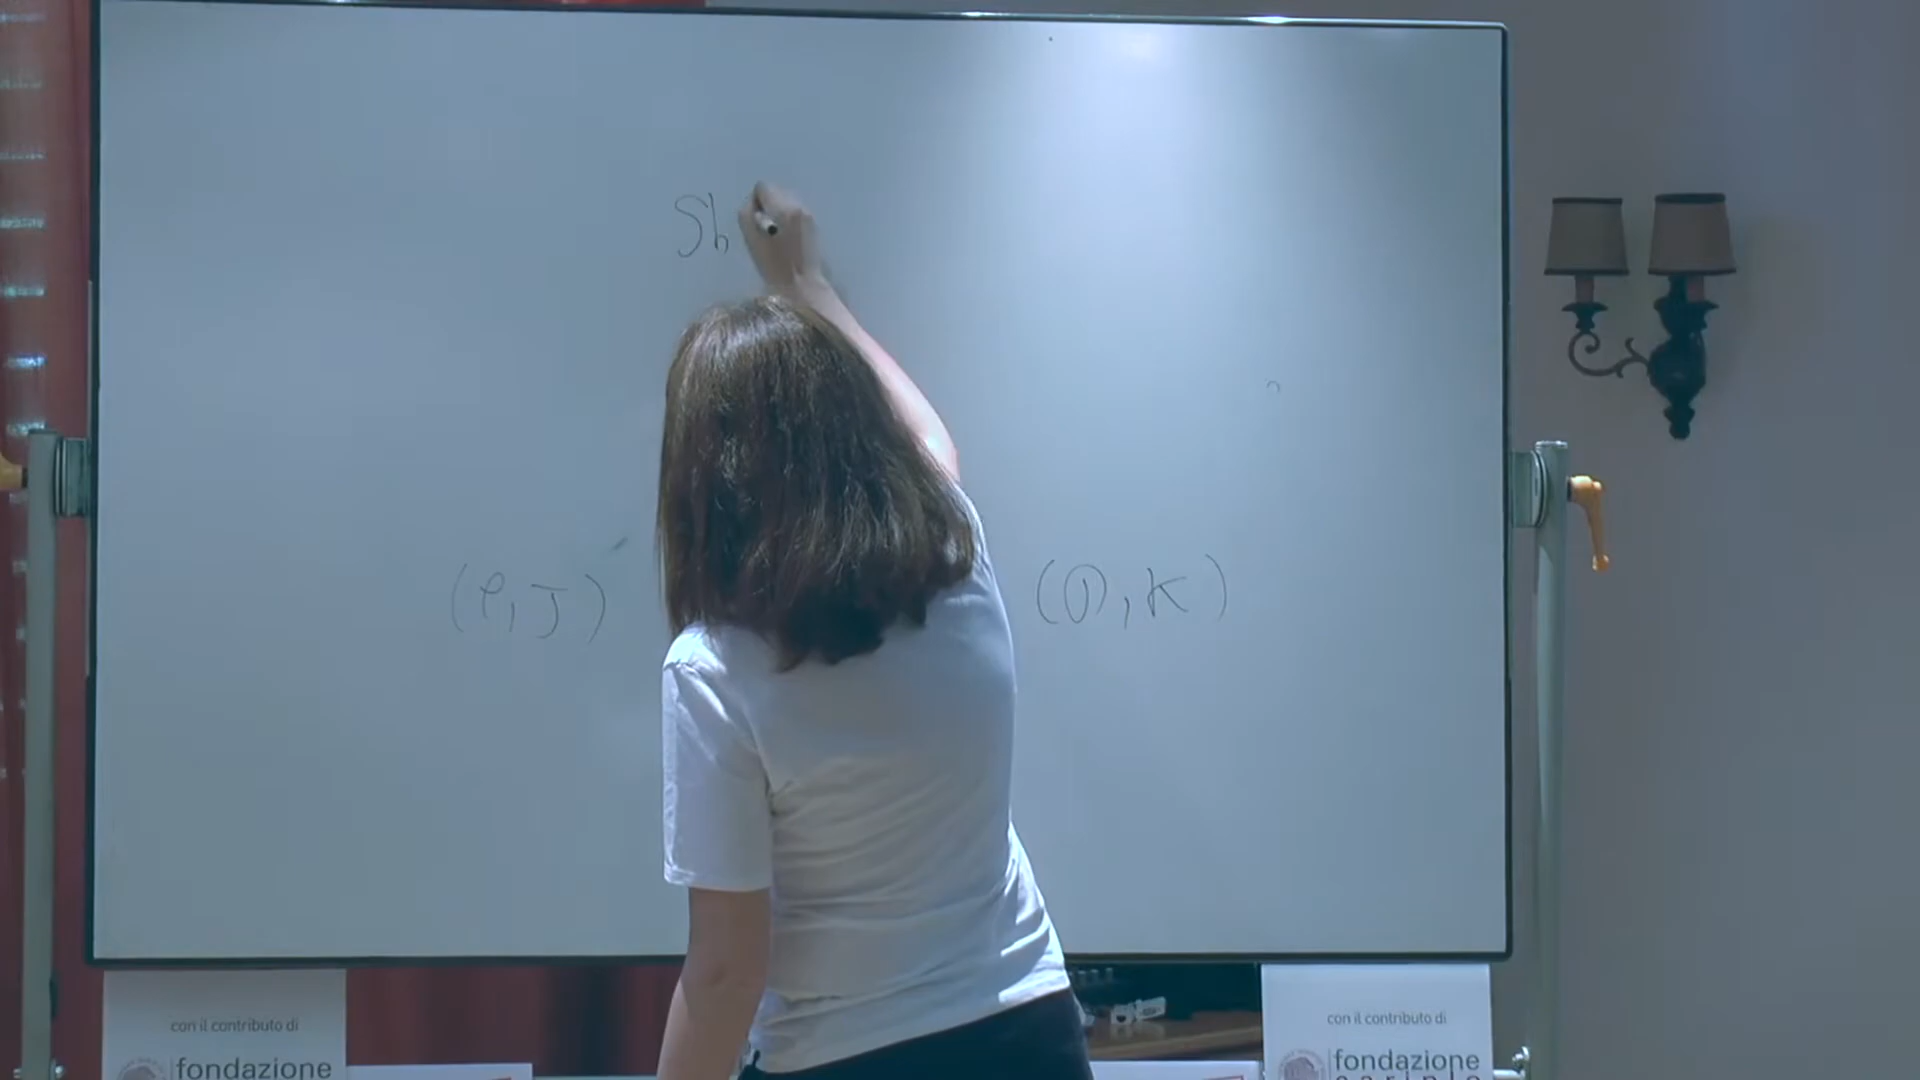 Sh
(C, J) (D, K)
con il contributo di
fondazione
con il contributo di
fondazione